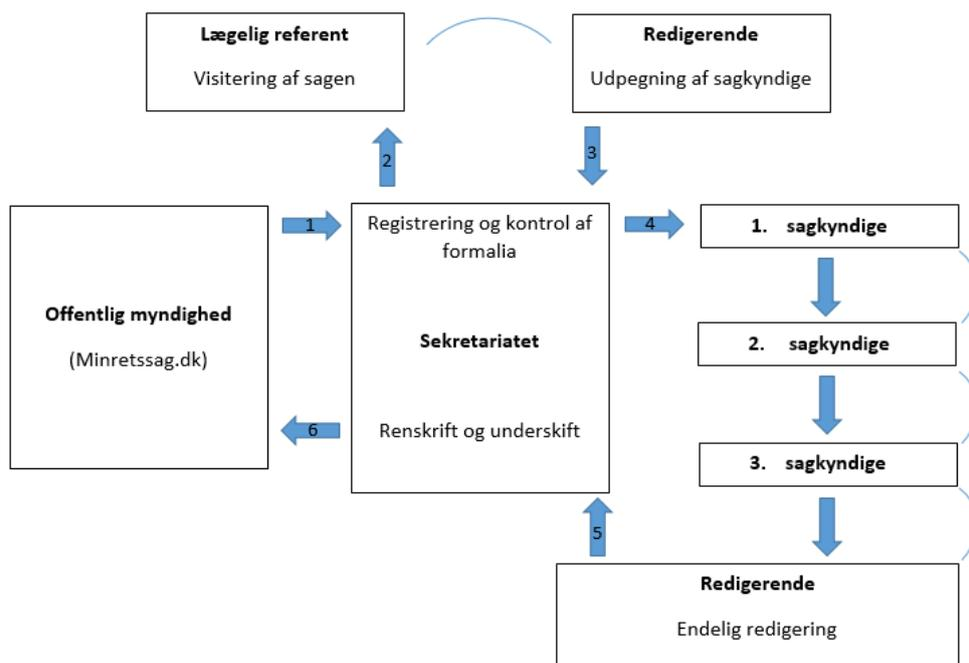 Lægelig referent
Visitering af sagen
Redigerende
Udpegning af sagkyndige
2
3
1
Registrering og kontrol af
formalia
4
1. sagkyndige
Offentlig myndighed
(Minretssag.dk)
Sekretariatet
2. sagkyndige
6
Renskrift og underskift
3. sagkyndige
5
Redigerende
Endelig redigering